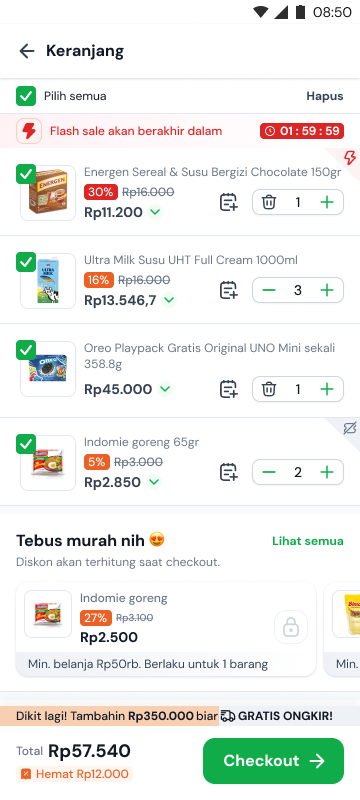 08:50
Keranjang
Pilih semua Hapus
Flash sale akan berakhir dalam 01 : 59 : 59
Energen Sereal & Susu Bergizi Chocolate 150gr
30% Rp16.000
Rp11.200 1
Ultra Milk Susu UHT Full Cream 1000ml
16% Rp16.000
Rp13.546,7 3
Oreo Playpack Gratis Original UNO Mini sekali
358.8g
Rp45.000 1
Indomie goreng 65gr
5% Rp3.000
Rp2.850 2
Tebus murah nih 😍 Lihat semua
Diskon akan terhitung saat checkout.
Indomie goreng
27% Rp3.100
Rp2.500
Min. belanja Rp50rb. Berlaku untuk 1 barang
Min.
Dikit lagi! Tambahin Rp350.000 biar GRATIS ONGKIR!
Total Rp57.540
Hemat Rp12.000
Checkout